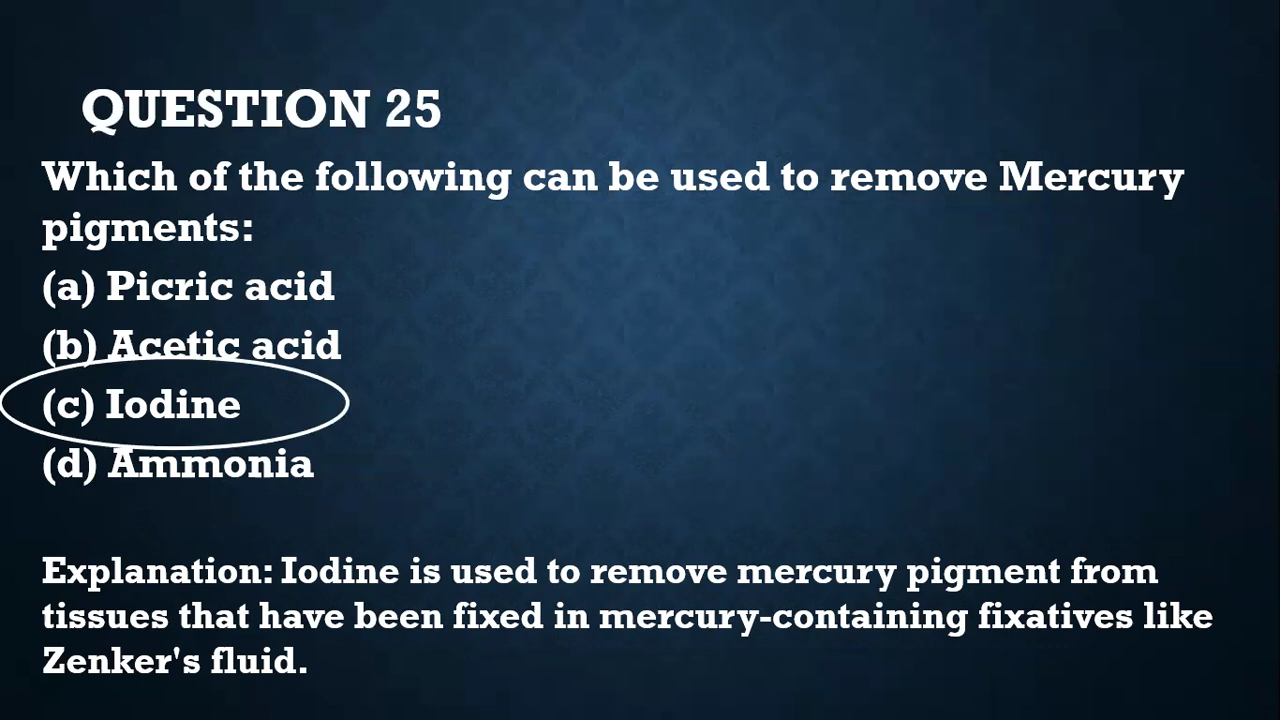 QUESTION 25
Which of the following can be used to remove Mercury
pigments:
(a) Picric acid
(b) Acetic acid
(c) Iodine
(d) Ammonia
Explanation: Iodine is used to remove mercury pigment from
tissues that have been fixed in mercury-containing fixatives like
Zenker's fluid.